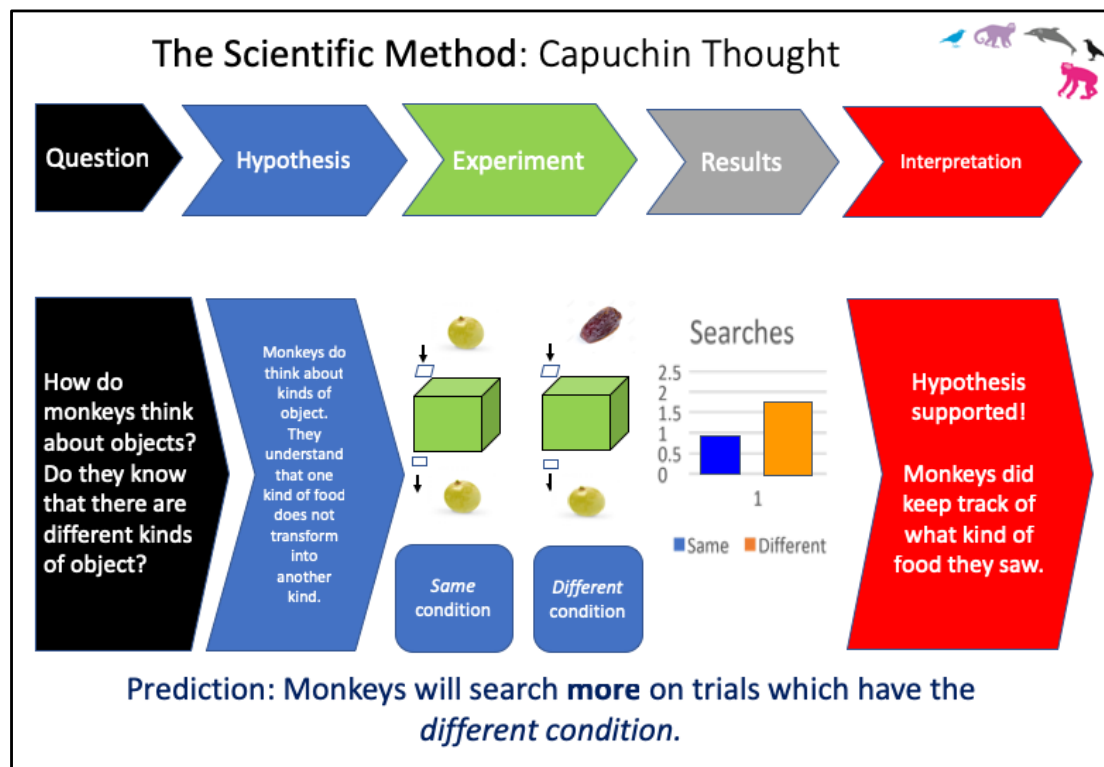 The Scientific Method: Capuchin Thought
Question
Hypothesis
Experiment
Results
Interpretation
How do
monkeys think
about objects?
Do they know
that there are
different kinds
of object?
Monkeys do
think about
kinds of
object.
They
understand
that one
kind of food
does not
transform
into
another
kind.
Same
condition
Different
condition
Searches
2.5
2
1.5
1
0.5
0
1
Same
Different
Hypothesis
supported!
Monkeys did
keep track of
what kind of
food they saw.
Prediction: Monkeys will search more on trials which have the
different condition.